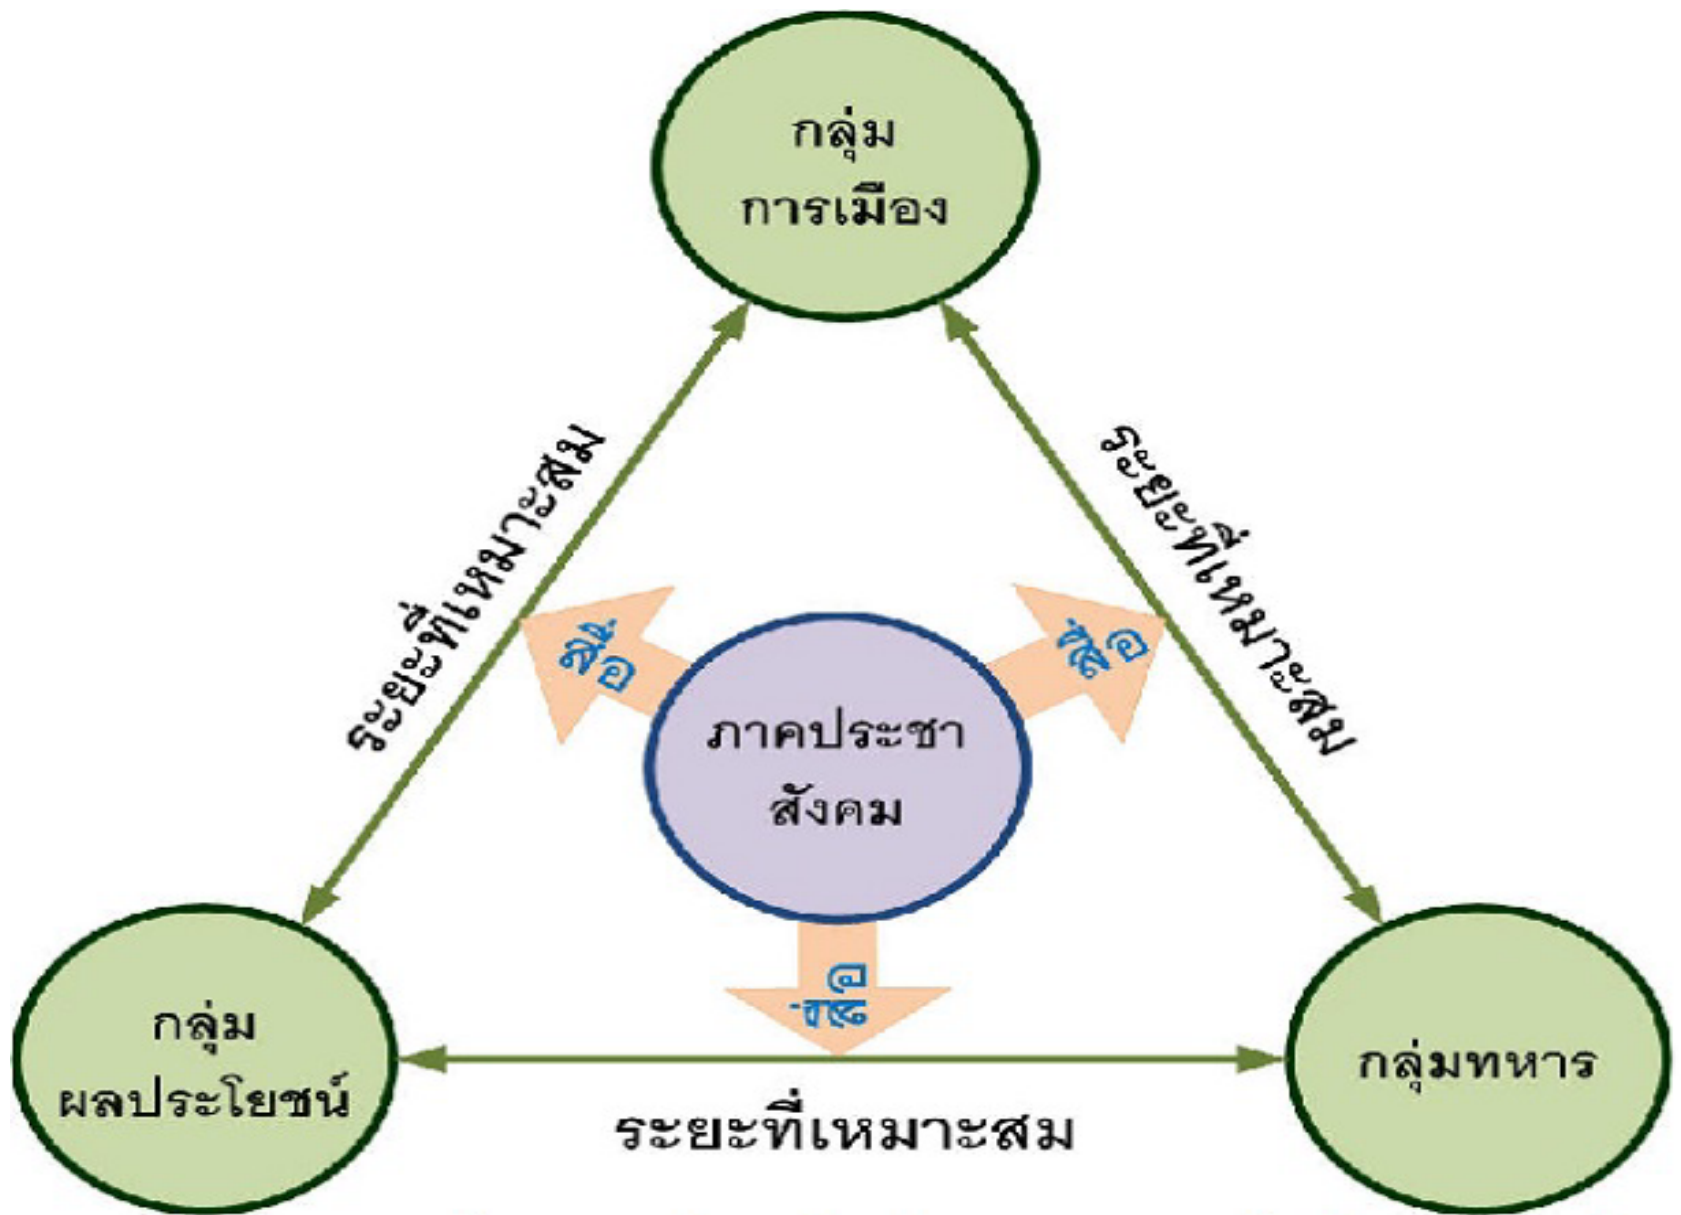 กลุ่ม
การเมือง
ระยะที่เหมาะสม
ระยะที่เหมาะสม
สื่อ
สื่อ
ภาคประชา
สังคม
สื่อ
กลุ่ม
ผลประโยชน์
กลุ่มทหาร
ระยะที่เหมาะสม